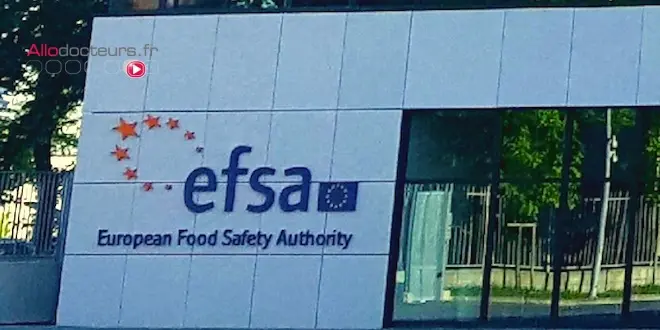 Allodocteurs.fr
efsa
European Food Safety Authority